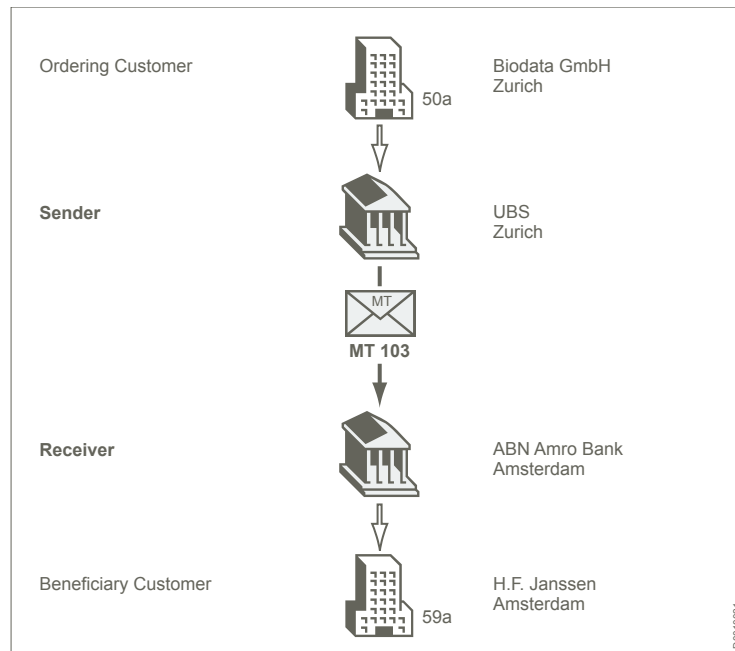 Ordering Customer
50a
Biodata GmbH
Zurich
Sender
UBS
Zurich
MT
MT 103
Receiver
ABN Amro Bank
Amsterdam
Beneficiary Customer
59a
H.F. Janssen
Amsterdam